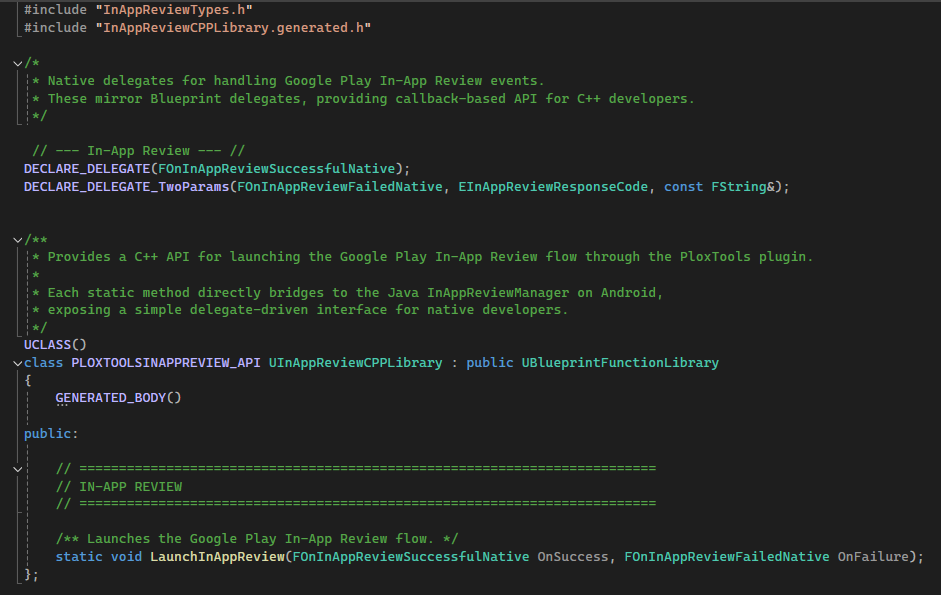 #include "InAppReviewTypes.h"
#include "InAppReviewCPPLibrary.generated.h"
/*
* Native delegates for handling Google Play In-App Review events.
* These mirror Blueprint delegates, providing callback-based API for C++ developers.
*/
// --- In-App Review --- //
DECLARE_DELEGATE(FOnInAppReviewSuccessfulNative);
DECLARE_DELEGATE_TwoParams(FOnInAppReviewFailedNative, EInAppReviewResponseCode, const FString&);
/**
* Provides a C++ API for launching the Google Play In-App Review flow through the PloxTools plugin.
*
* Each static method directly bridges to the Java InAppReviewManager on Android,
* exposing a simple delegate-driven interface for native developers.
*/
UCLASS()
class PLOXTOOLSINAPPREVIEW_API UInAppReviewCPPLibrary : public UBlueprintFunctionLibrary
{
GENERATED_BODY()
public:
// =========================================================================
// IN-APP REVIEW
// =========================================================================
/** Launches the Google Play In-App Review flow. */
static void LaunchInAppReview(FOnInAppReviewSuccessfulNative OnSuccess, FOnInAppReviewFailedNative OnFailure);
};